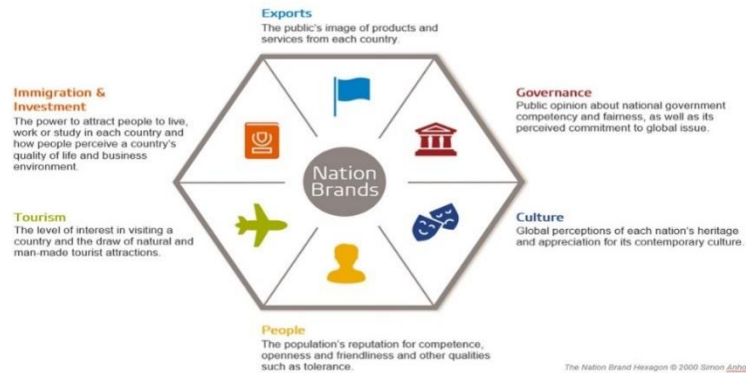 Exports
The public's image of products and
services from each country.
Immigration &
Investment
The power to attract people to live,
work or study in each country and
how people perceive a country's
quality of life and business
environment.
Governance
Public opinion about national government
competency and fairness, as well as its
perceived commitment to global issue.
Nation
Brands
Tourism
The level of interest in visiting a
country and the draw of natural and
man-made tourist attractions.
Culture
Global perceptions of each nation's heritage
and appreciation for its contemporary culture.
People
The population's reputation for competence,
openness and friendliness and other qualities
such as tolerance.
The Nation Brand Hexagon © 2000 Simon